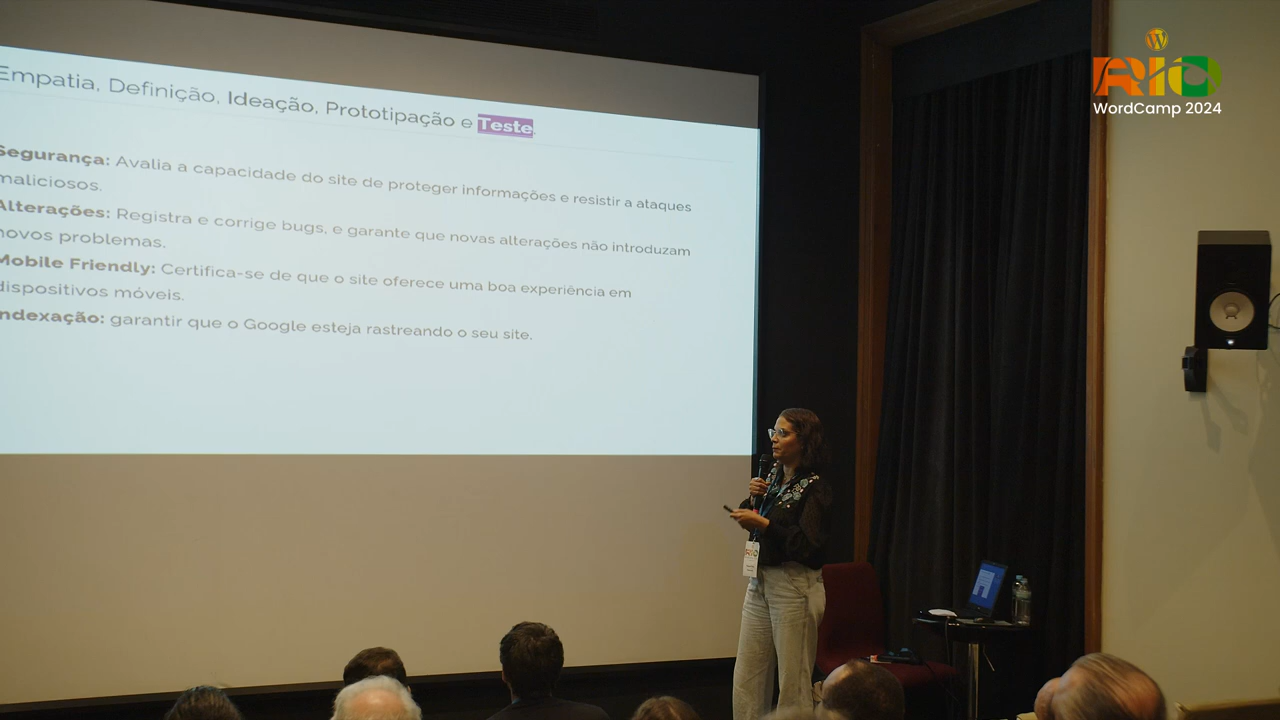 Empatia, Definição, Ideação, Prototipação e Teste.
Segurança: Avalia a capacidade do site de proteger informações e resistir a ataques
maliciosos.
Alterações: Registra e corrige bugs, e garante que novas alterações não introduzam
novos problemas.
Mobile Friendly: Certifica-se de que o site oferece uma boa experiência em
dispositivos móveis.
Indexação: garantir que o Google esteja rastreando o seu site.
RIO
WordCamp 2024